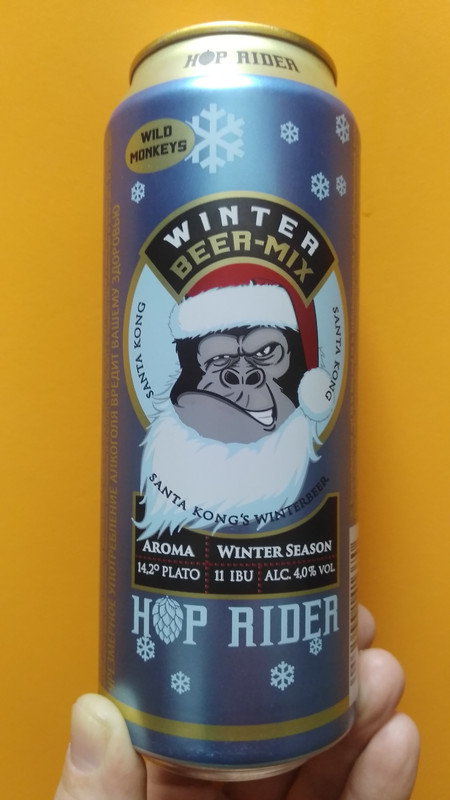 HOP RIDER
WILD
MONKEYS
WINTER
BEER-MIX
SANTA KONG
SANTA KONG
SANTA KONG'S WINTERBEER
AROMA
WINTER SEASON
14,2º PLATO
11 IBU
ALC. 4,0% VOL
HOP RIDER
УПОТРЕБЛЕНИЕ АЛКОГОЛЯ ВРЕДИТ ВАШЕМУ ЗДОРОВЬЮ